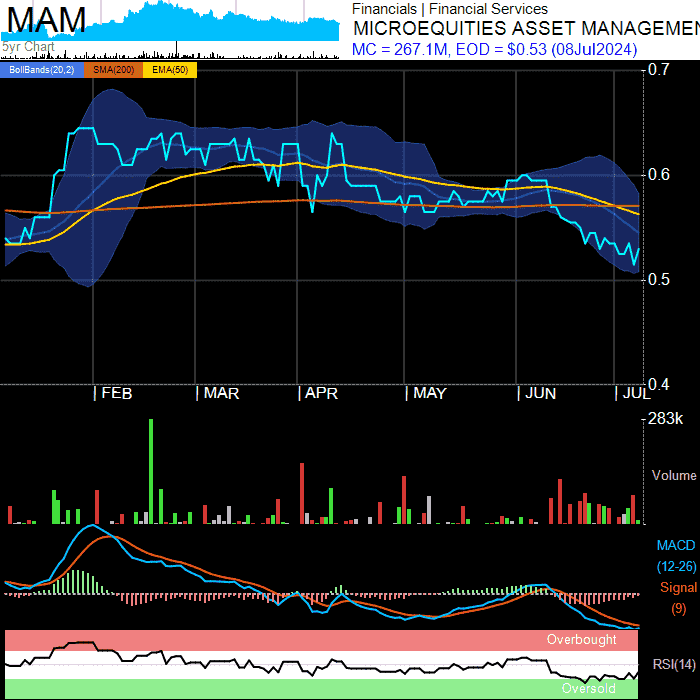 MAM
5yr Chart
Financials | Financial Services
MICROEQUITIES ASSET MANAGEMEN
MC = 267.1M, EOD = $0.53 (08Jul2024)
BollBands(20,2) SMA(200) EMA(50)
0.7
0.6
0.5
0.4
| FEB | MAR | APR | MAY | JUN | JUL
283k
Volume
MACD
(12-26)
Signal
(9)
Overbought
RSI(14)
Oversold